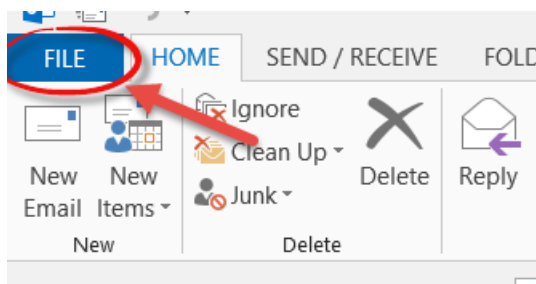 FILE HOME SEND / RECEIVE FOLD
Ignore
Clean Up
Junk
New
Email
New
Items
Delete
Reply
New
Delete